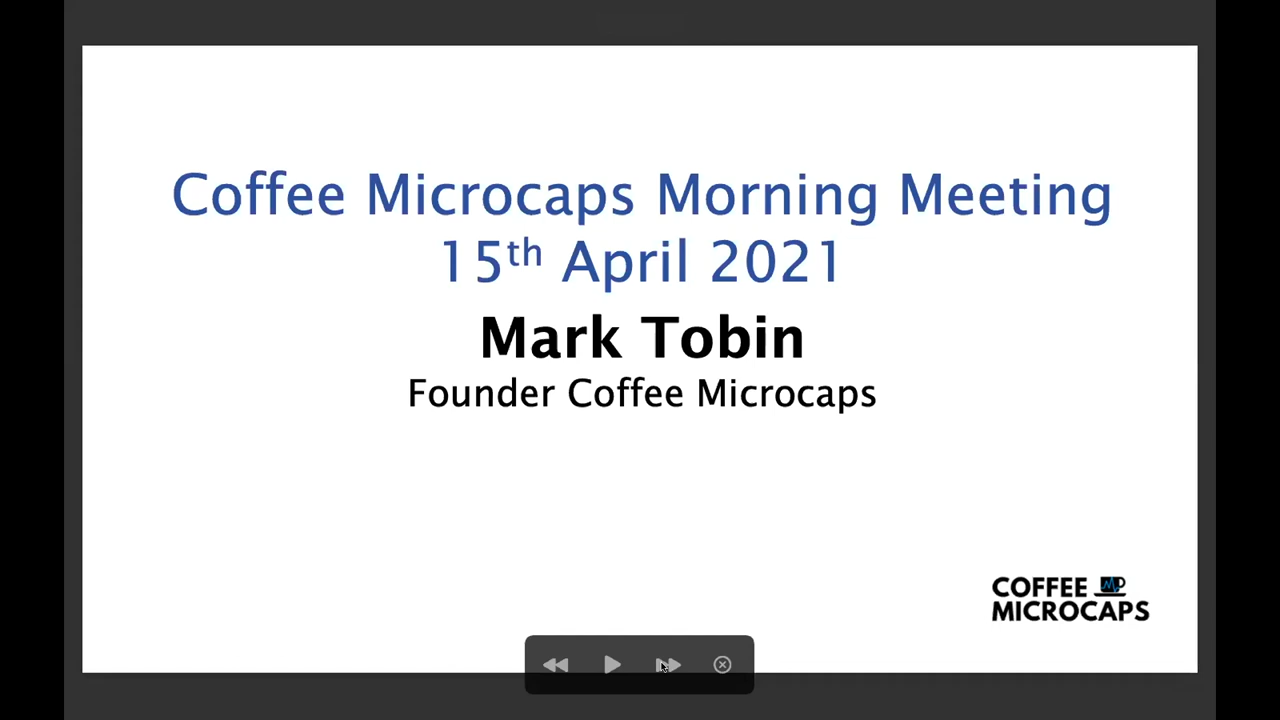 Coffee Microcaps Morning Meeting
15th April 2021
Mark Tobin
Founder Coffee Microcaps
COFFEE
MICROCAPS